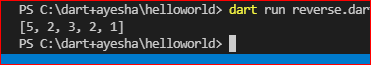 PS C:\dart+ayesha\helloworld> dart run reverse.dar
[5, 2, 3, 2, 1]
PS C:\dart+ayesha\helloworld>